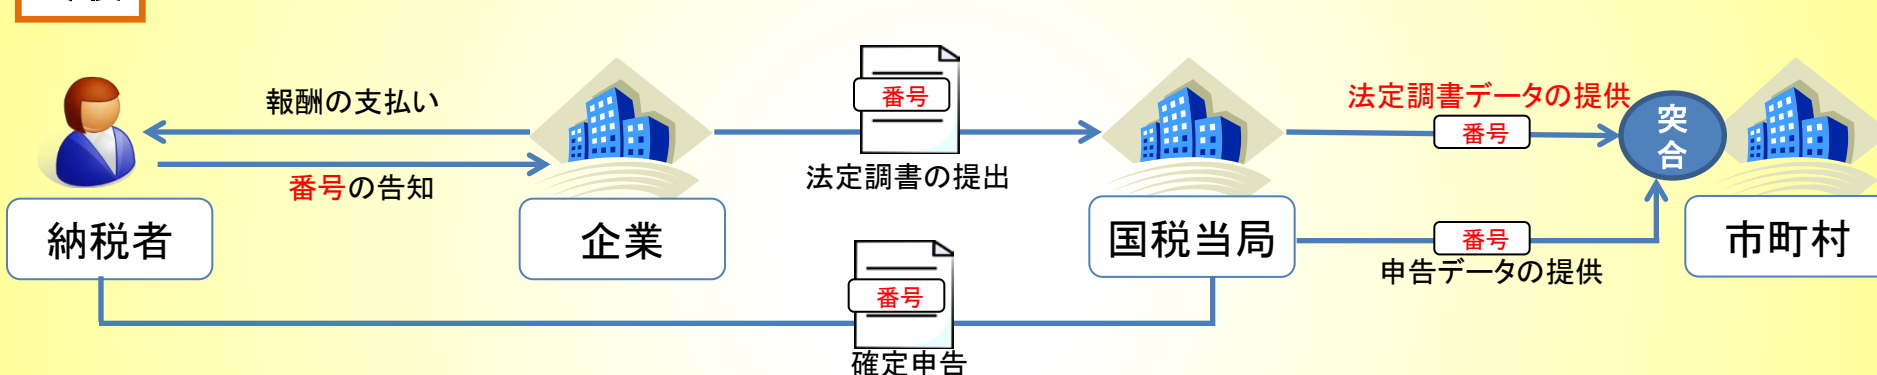 報酬の支払い
番号の告知
納税者
企業
番号
法定調書の提出
番号
確定申告
国税当局
法定調書データの提供
番号
突合
番号
申告データの提供
市町村